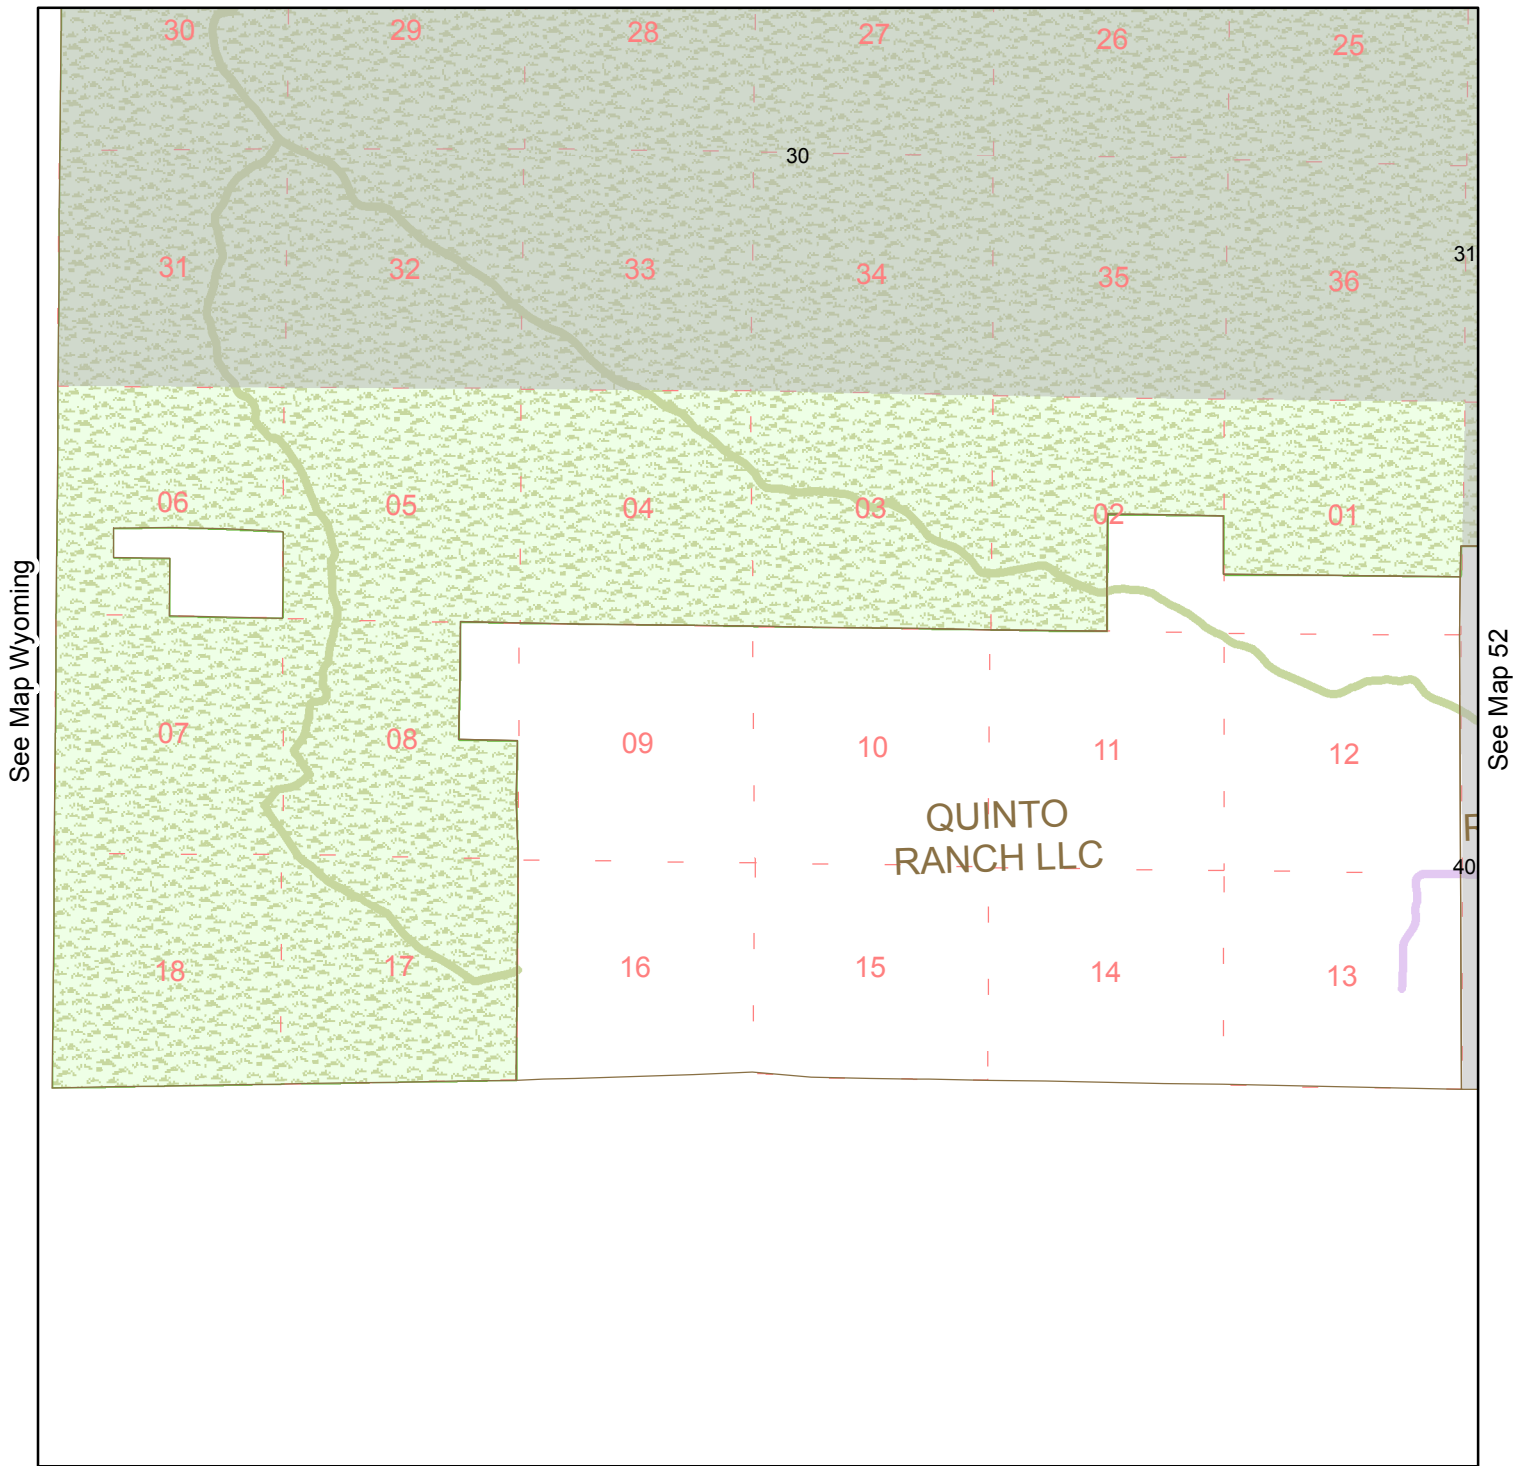 30 29 28 27 26 25
30
31 32 33 34 35 36 31
06 05 04 03 02 01
See Map Wyoming
See Map 52
07 08 09 10 11 12
QUINTO
RANCH LLC
40
18 17 16 15 14 13